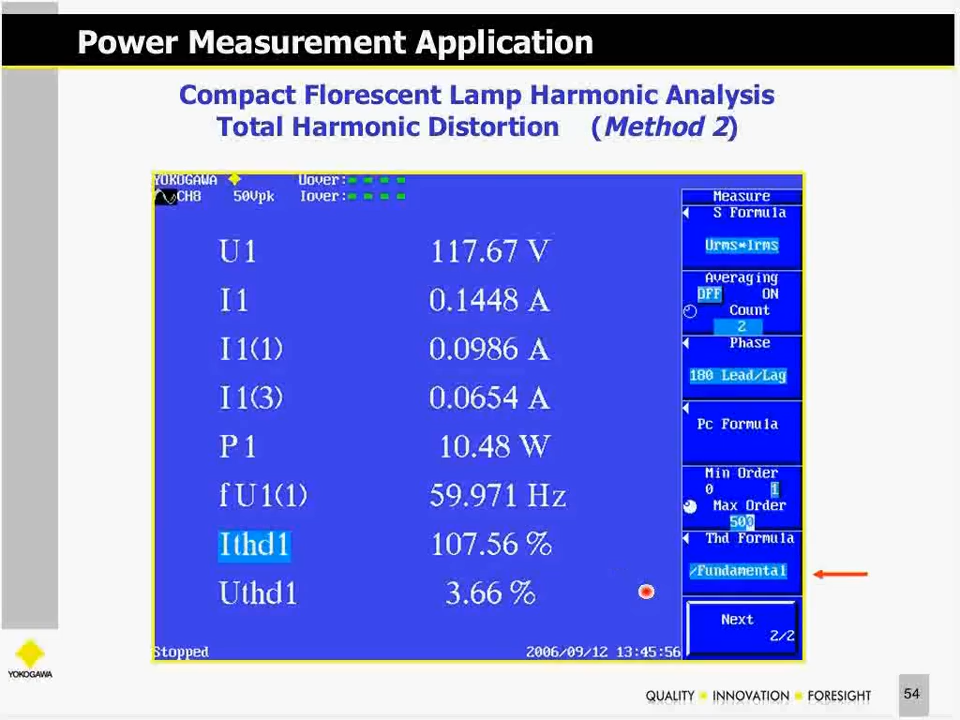 Power Measurement Application
Compact Florescent Lamp Harmonic Analysis
Total Harmonic Distortion (Method 2)
YOKOGAWA Uover:
CH8 50Vpk Iover:
Measure
S Formula
Urms*Irms
Averaging
OFF ON
Count
2
Phase
180 Lead/Lag
Pc Formula
Min Order
0 1
Max Order
500
Thd Formula
/Fundamental
Next
2/2
U1 117.67 V
I1 0.1448 A
I1(1) 0.0986 A
I1(3) 0.0654 A
P1 10.48 W
fU1(1) 59.971 Hz
Ithd1 107.56 %
Uthd1 3.66 %
Stopped 2006/09/12 13:45:56
YOKOGAWA
QUALITY INNOVATION FORESIGHT 54